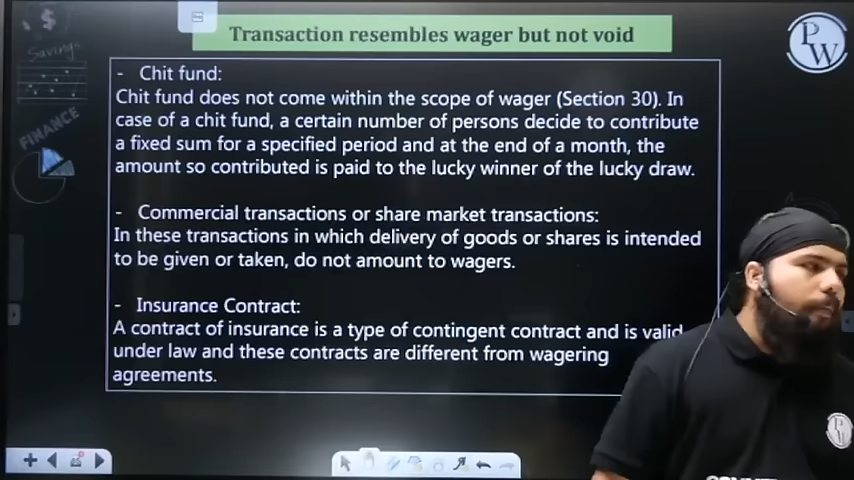 Transaction resembles wager but not void
P
W
$
Savings
FINANCE
- Chit fund:
Chit fund does not come within the scope of wager (Section 30). In
case of a chit fund, a certain number of persons decide to contribute
a fixed sum for a specified period and at the end of a month, the
amount so contributed is paid to the lucky winner of the lucky draw.
- Commercial transactions or share market transactions:
In these transactions in which delivery of goods or shares is intended
to be given or taken, do not amount to wagers.
- Insurance Contract:
A contract of insurance is a type of contingent contract and is valid
under law and these contracts are different from wagering
agreements.